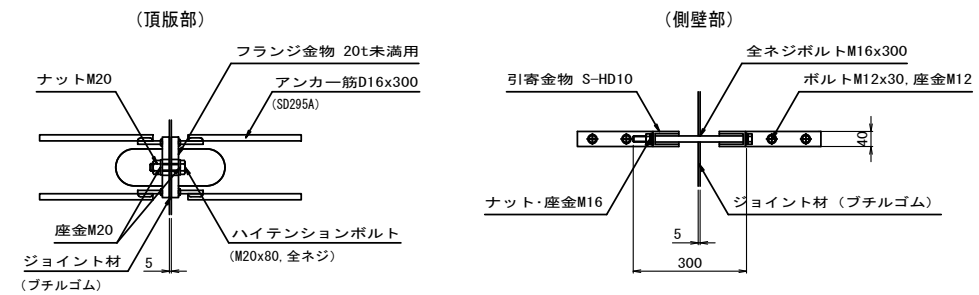 (頂版部)
フランジ金物 20t未満用
ナットM20
アンカー筋D16x300
(SD295A)
座金M20
ハイテンションボルト
(M20x80, 全ネジ)
ジョイント材
(ブチルゴム)
5
(側壁部)
全ネジボルトM16x300
引寄金物 S-HD10
ボルトM12x30, 座金M12
40
ナット・座金M16
ジョイント材 (ブチルゴム)
5
300